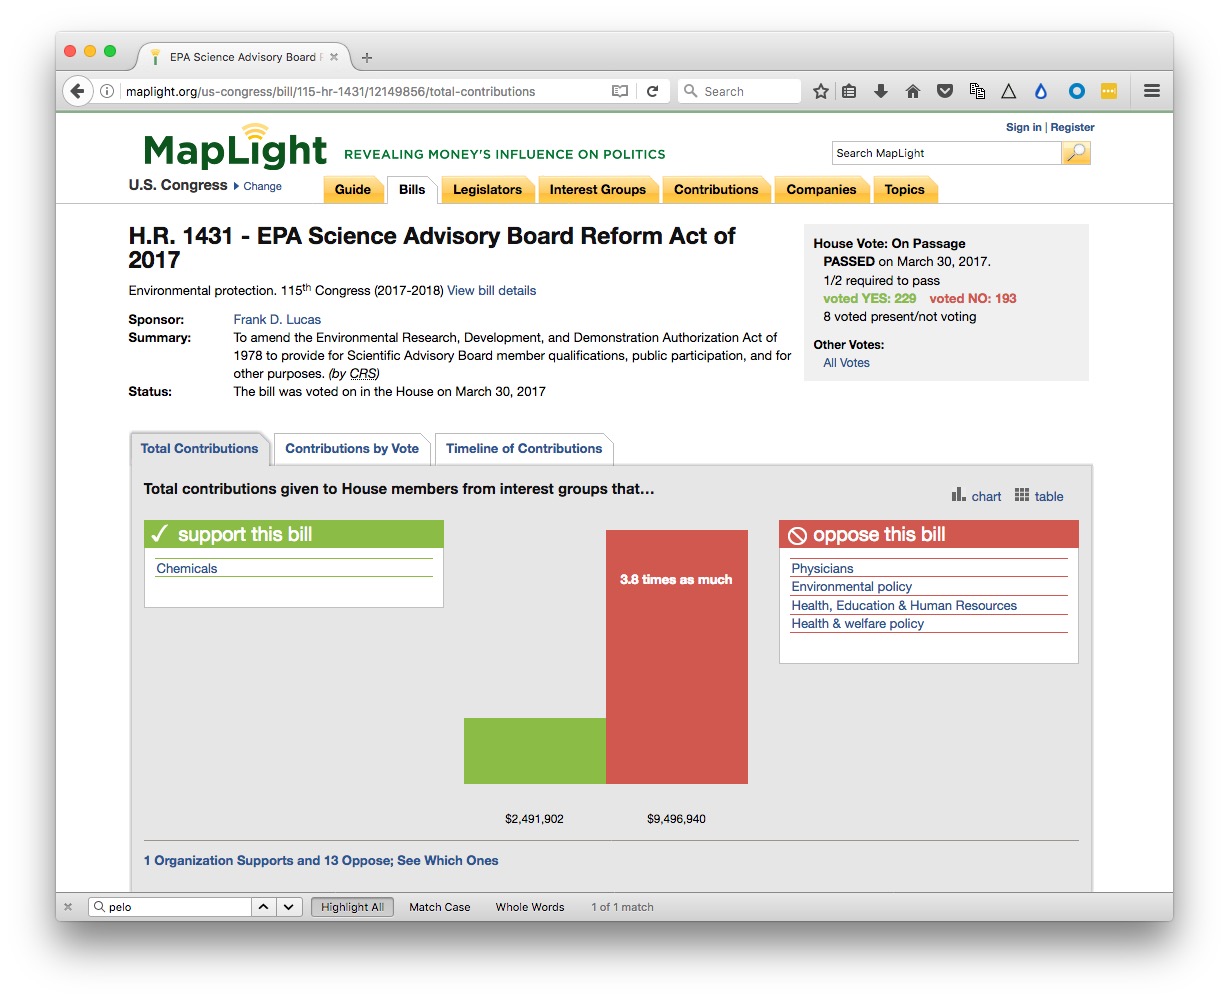 EPA Science Advisory Board
maplight.org/us-congress/bill/115-hr-1431/12149856/total-contributions
Search
Sign in | Register
MapLight
REVEALING MONEY'S INFLUENCE ON POLITICS
Search MapLight
U.S. Congress Change
Guide
Bills
Legislators
Interest Groups
Contributions
Companies
Topics
H.R. 1431 - EPA Science Advisory Board Reform Act of
2017
Environmental protection. 115th Congress (2017-2018) View bill details
Sponsor: Frank D. Lucas
Summary: To amend the Environmental Research, Development, and Demonstration Authorization Act of
1978 to provide for Scientific Advisory Board member qualifications, public participation, and for
other purposes. (by CRS)
Status: The bill was voted on in the House on March 30, 2017
House Vote: On Passage
PASSED on March 30, 2017.
1/2 required to pass
voted YES: 229 voted NO: 193
8 voted present/not voting
Other Votes:
All Votes
Total Contributions
Contributions by Vote
Timeline of Contributions
Total contributions given to House members from interest groups that...
chart
table
support this bill
Chemicals
3.8 times as much
$2,491,902
$9,496,940
oppose this bill
Physicians
Environmental policy
Health, Education & Human Resources
Health & welfare policy
1 Organization Supports and 13 Oppose; See Which Ones
pelo
Highlight All
Match Case
Whole Words
1 of 1 match